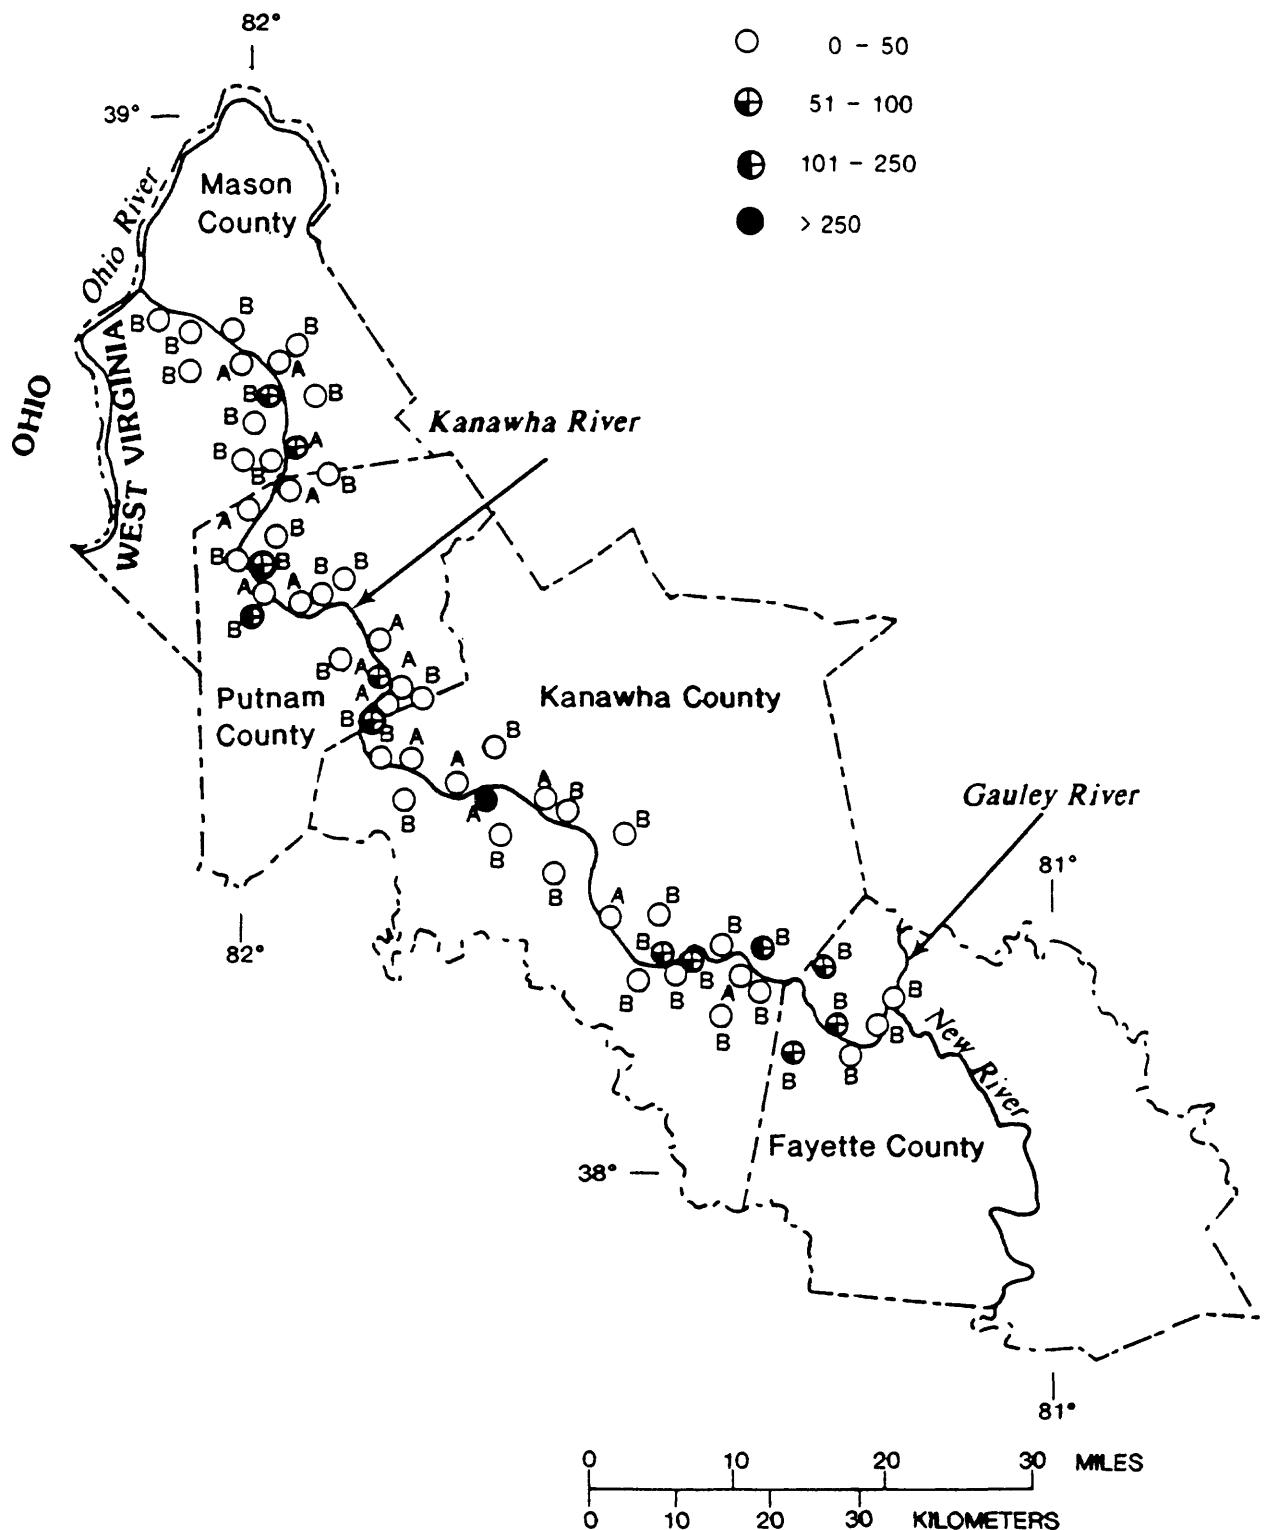 82°
0 - 50
39°
51 - 100
101 - 250
> 250
Mason
County
Ohio River
B
B
B
B
B
A
A
B
B
B
B
A
B
B
B
A
A
B
B
B
B
B
A
A
B
A
B
A
A
B
A
B
B
A
A
B
B
A
A
B
B
B
B
A
B
B
B
B
B
B
B
A
B
B
B
B
B
B
B
B
OHIO
WEST VIRGINIA
Kanawha River
Putnam
County
Kanawha County
Gauley River
81°
82°
New River
Fayette County
38°
81°
0 10 20 30 MILES
0 10 20 30 KILOMETERS